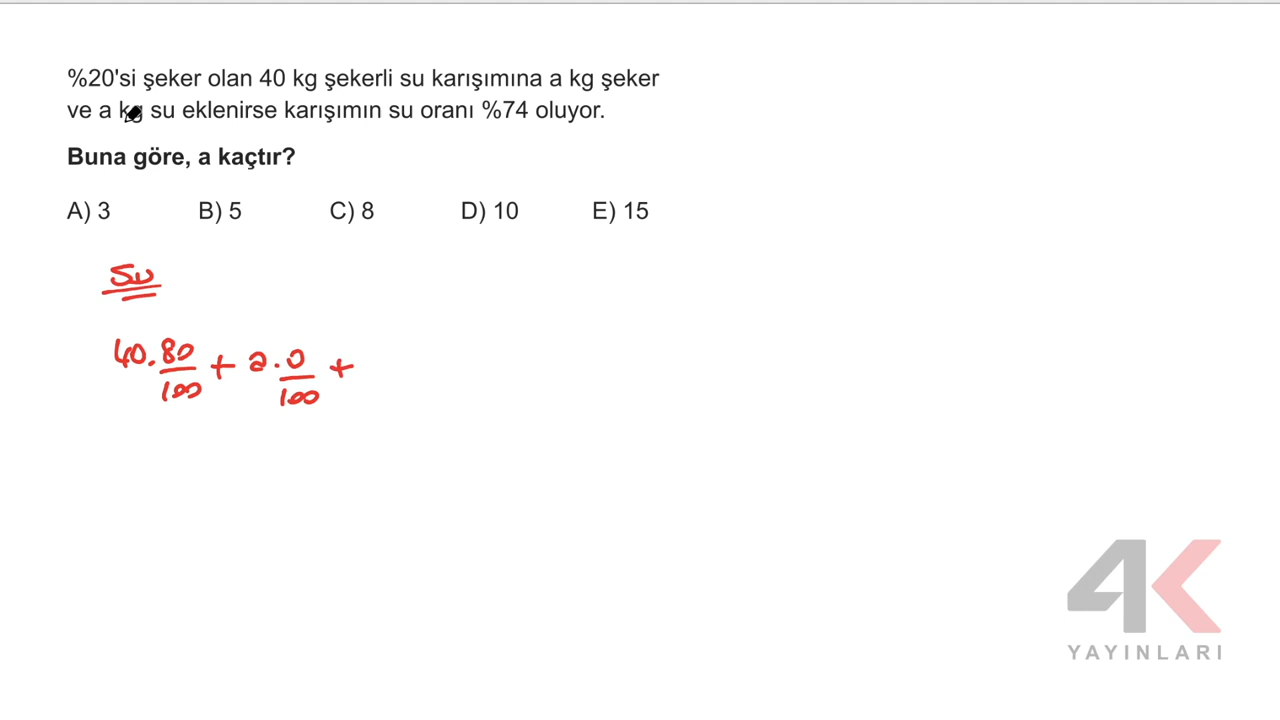 %20'si şeker olan 40 kg şekerli su karışımına a kg şeker
ve a kg su eklenirse karışımın su oranı %74 oluyor.
Buna göre, a kaçtır?
A) 3 B) 5 C) 8 D) 10 E) 15
Su
40.80/100 + a.0/100 +
4K
YAYINLARI